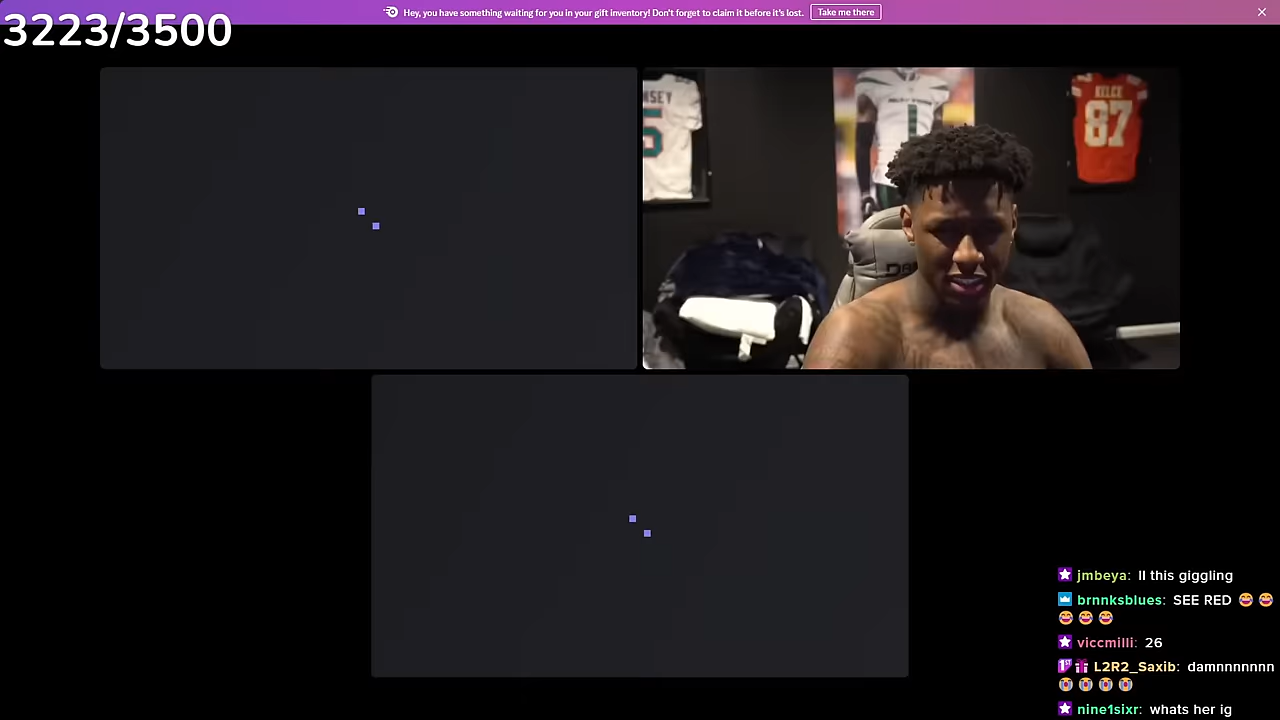 Hey, you have something waiting for you in your gift inventory! Don't forget to claim it before it's lost.
Take me there
3223/3500
5
1
KELCE
87
jmbeya: ll this giggling
brnnksblues: SEE RED 😂 😂
😂 😂 😂
viccmilli: 26
1ST L2R2_Saxib: damnnnnnnn
😭 😭 😭 😭
nine1sixr: whats her ig